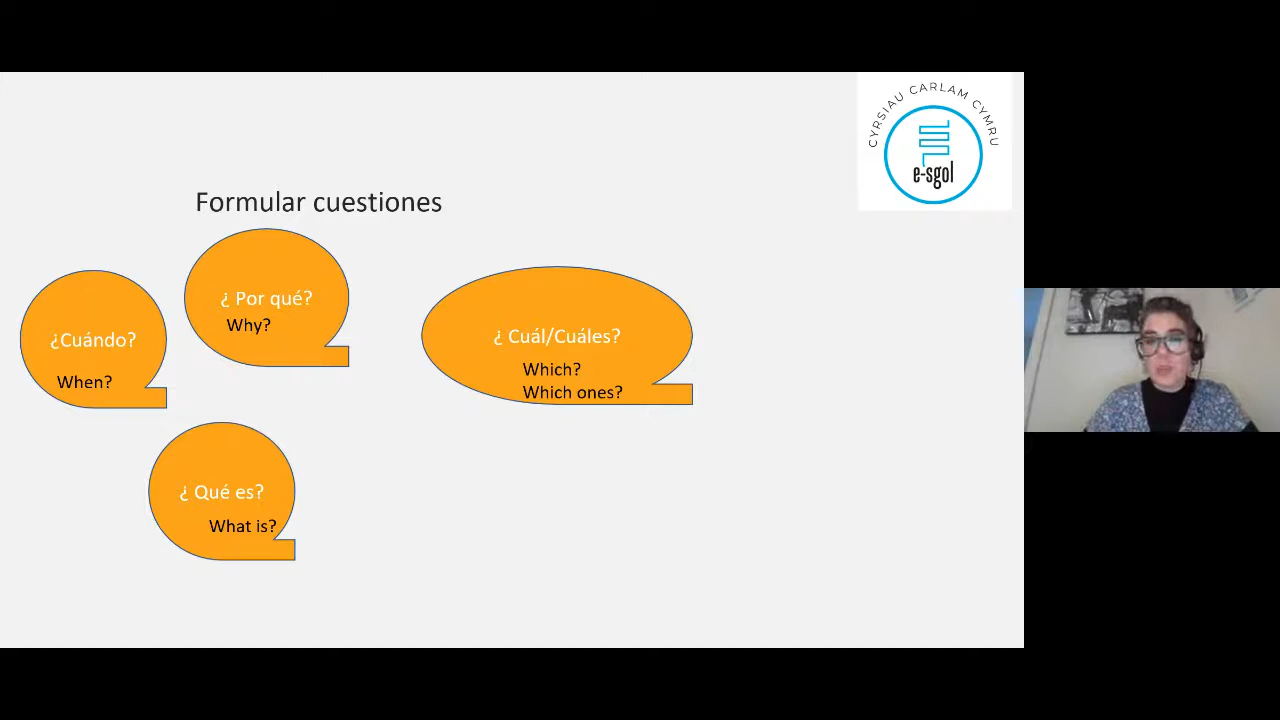 CYRSIAU CARLAM CYMRU
e-sgol
Formular cuestiones
¿Cuándo?
When?
¿ Por qué?
Why?
¿ Cuál/Cuáles?
Which?
Which ones?
¿ Qué es?
What is?